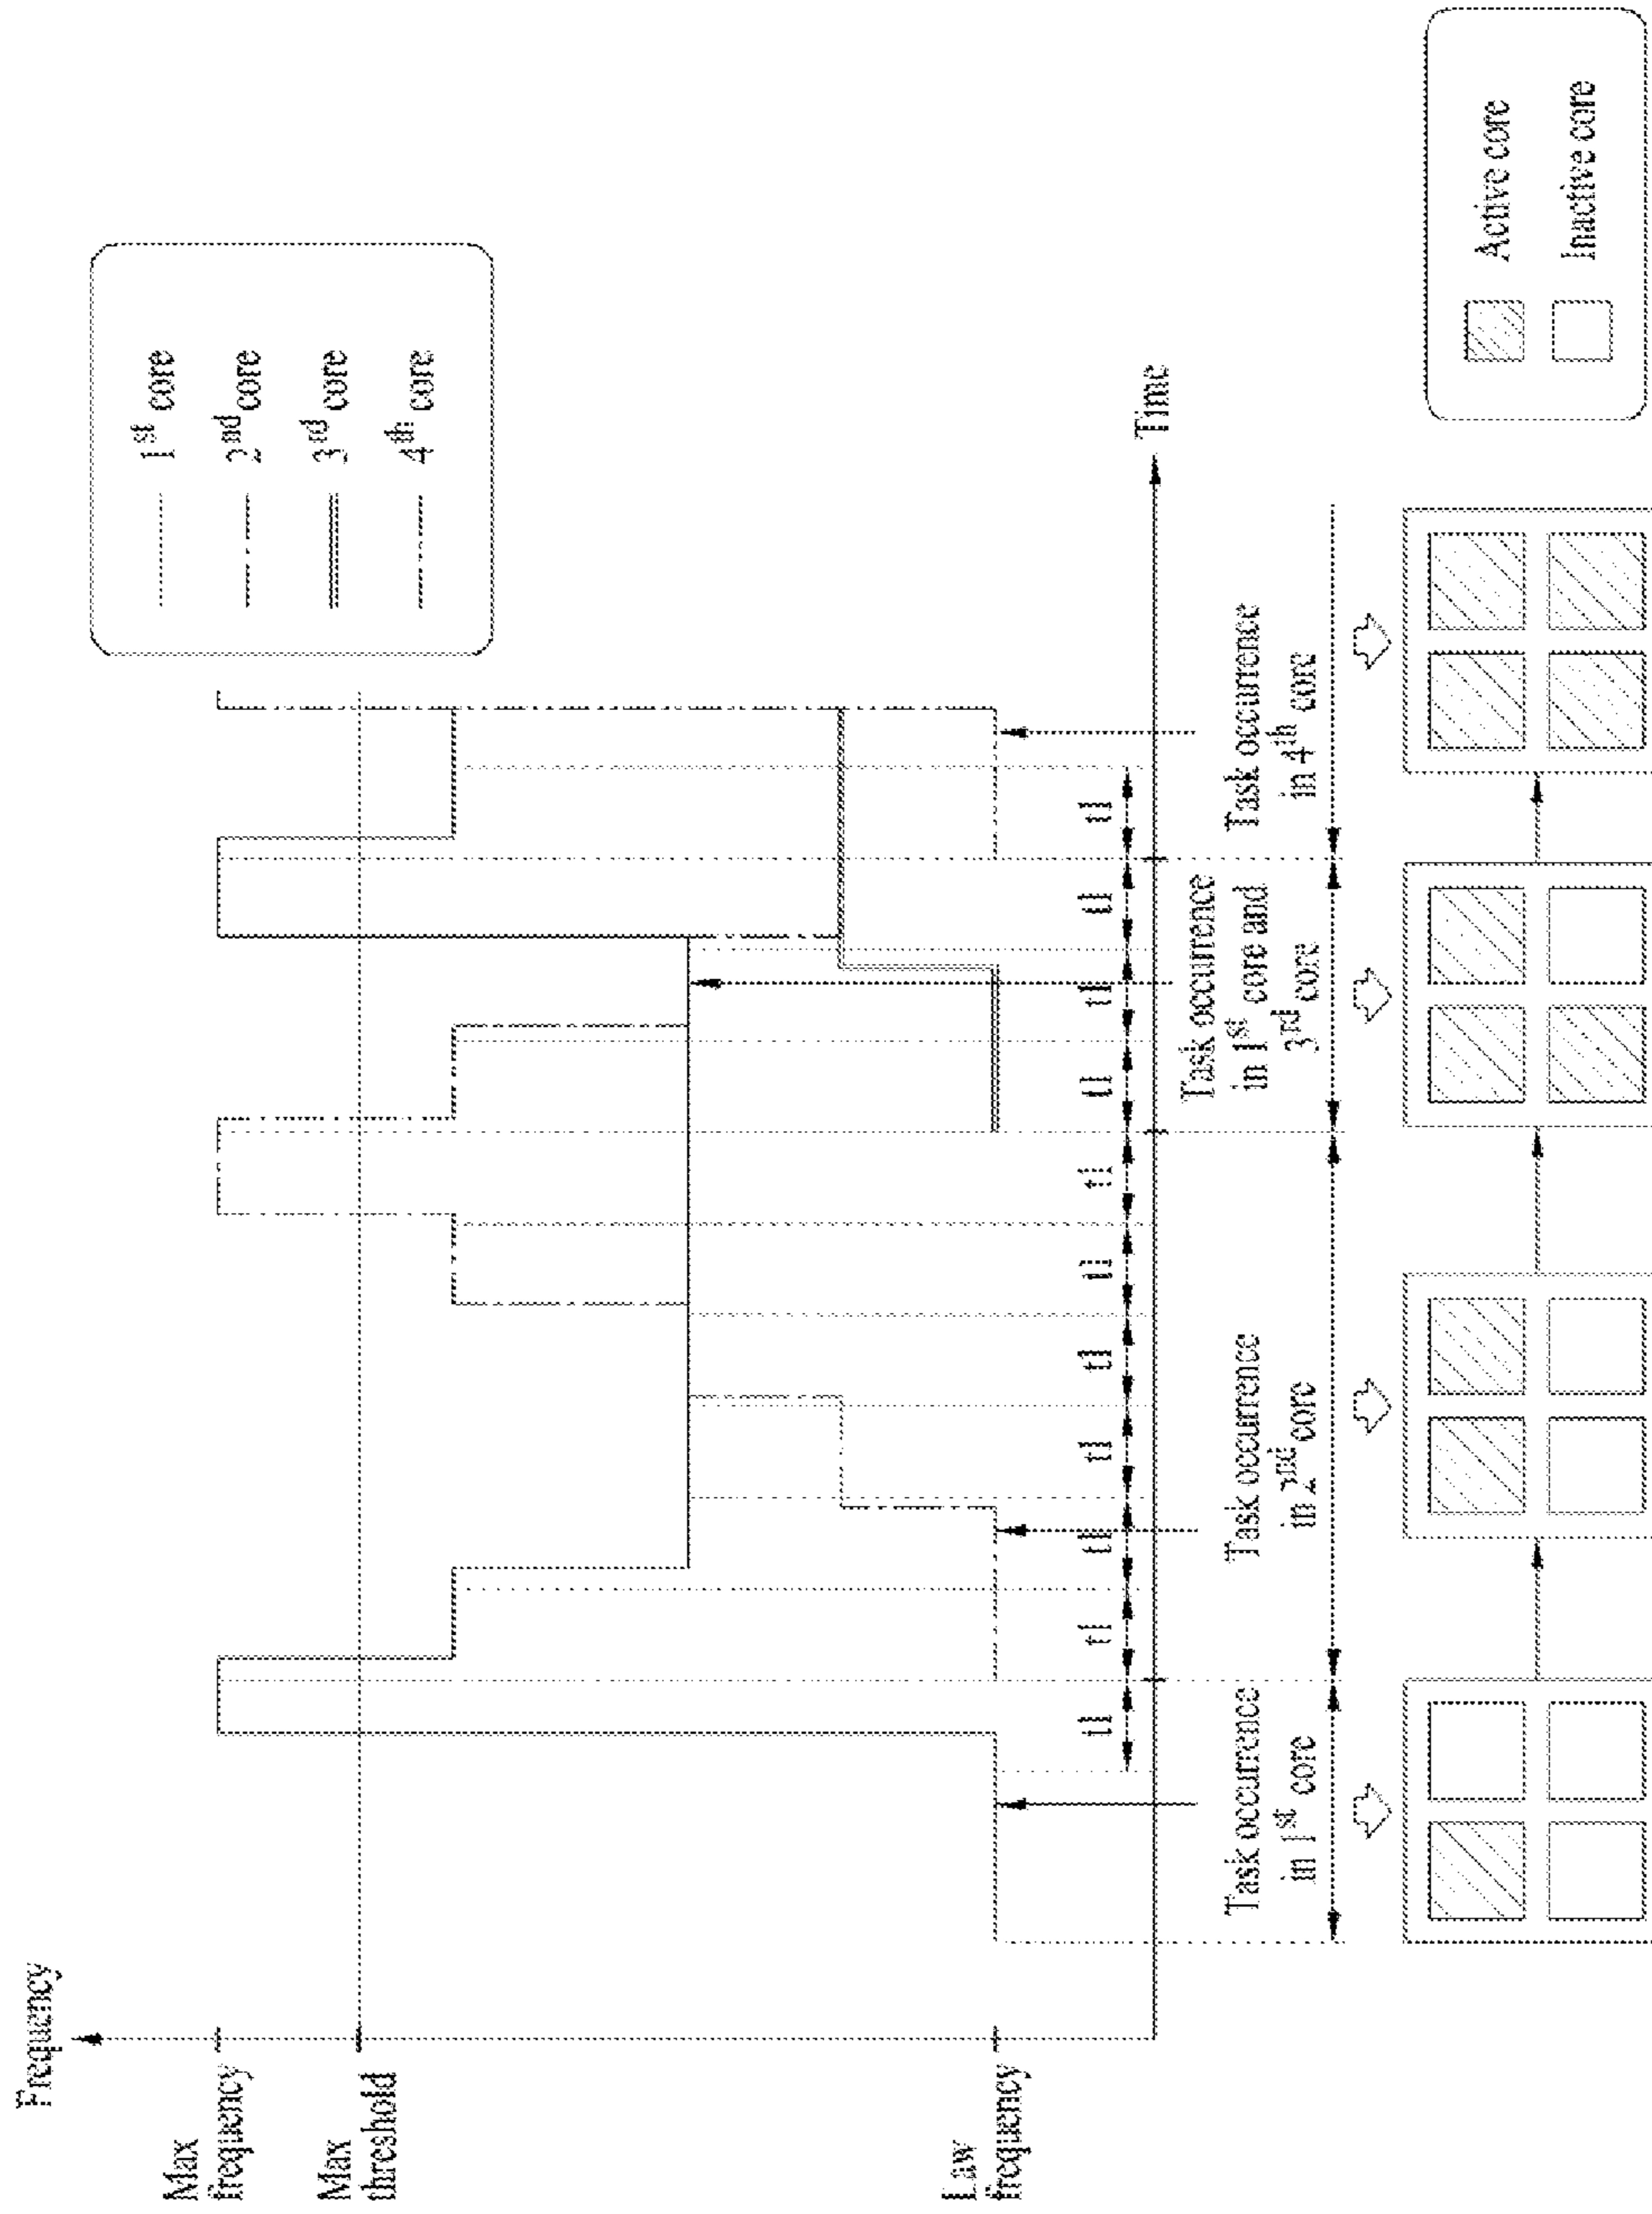 Frequency
Max
frequency
Max
threshold
Law
frequency
1st core
2nd core
3rd core
4th core
Time
t1
t1
t1
t1
t1
t1
t1
t1
t1
t1
t1
Task occurrence
in 1st core
Task occurrence
in 2nd core
Task occurrence
in 1st core and
3rd core
Task occurrence
in 4th core
Active core
Inactive core